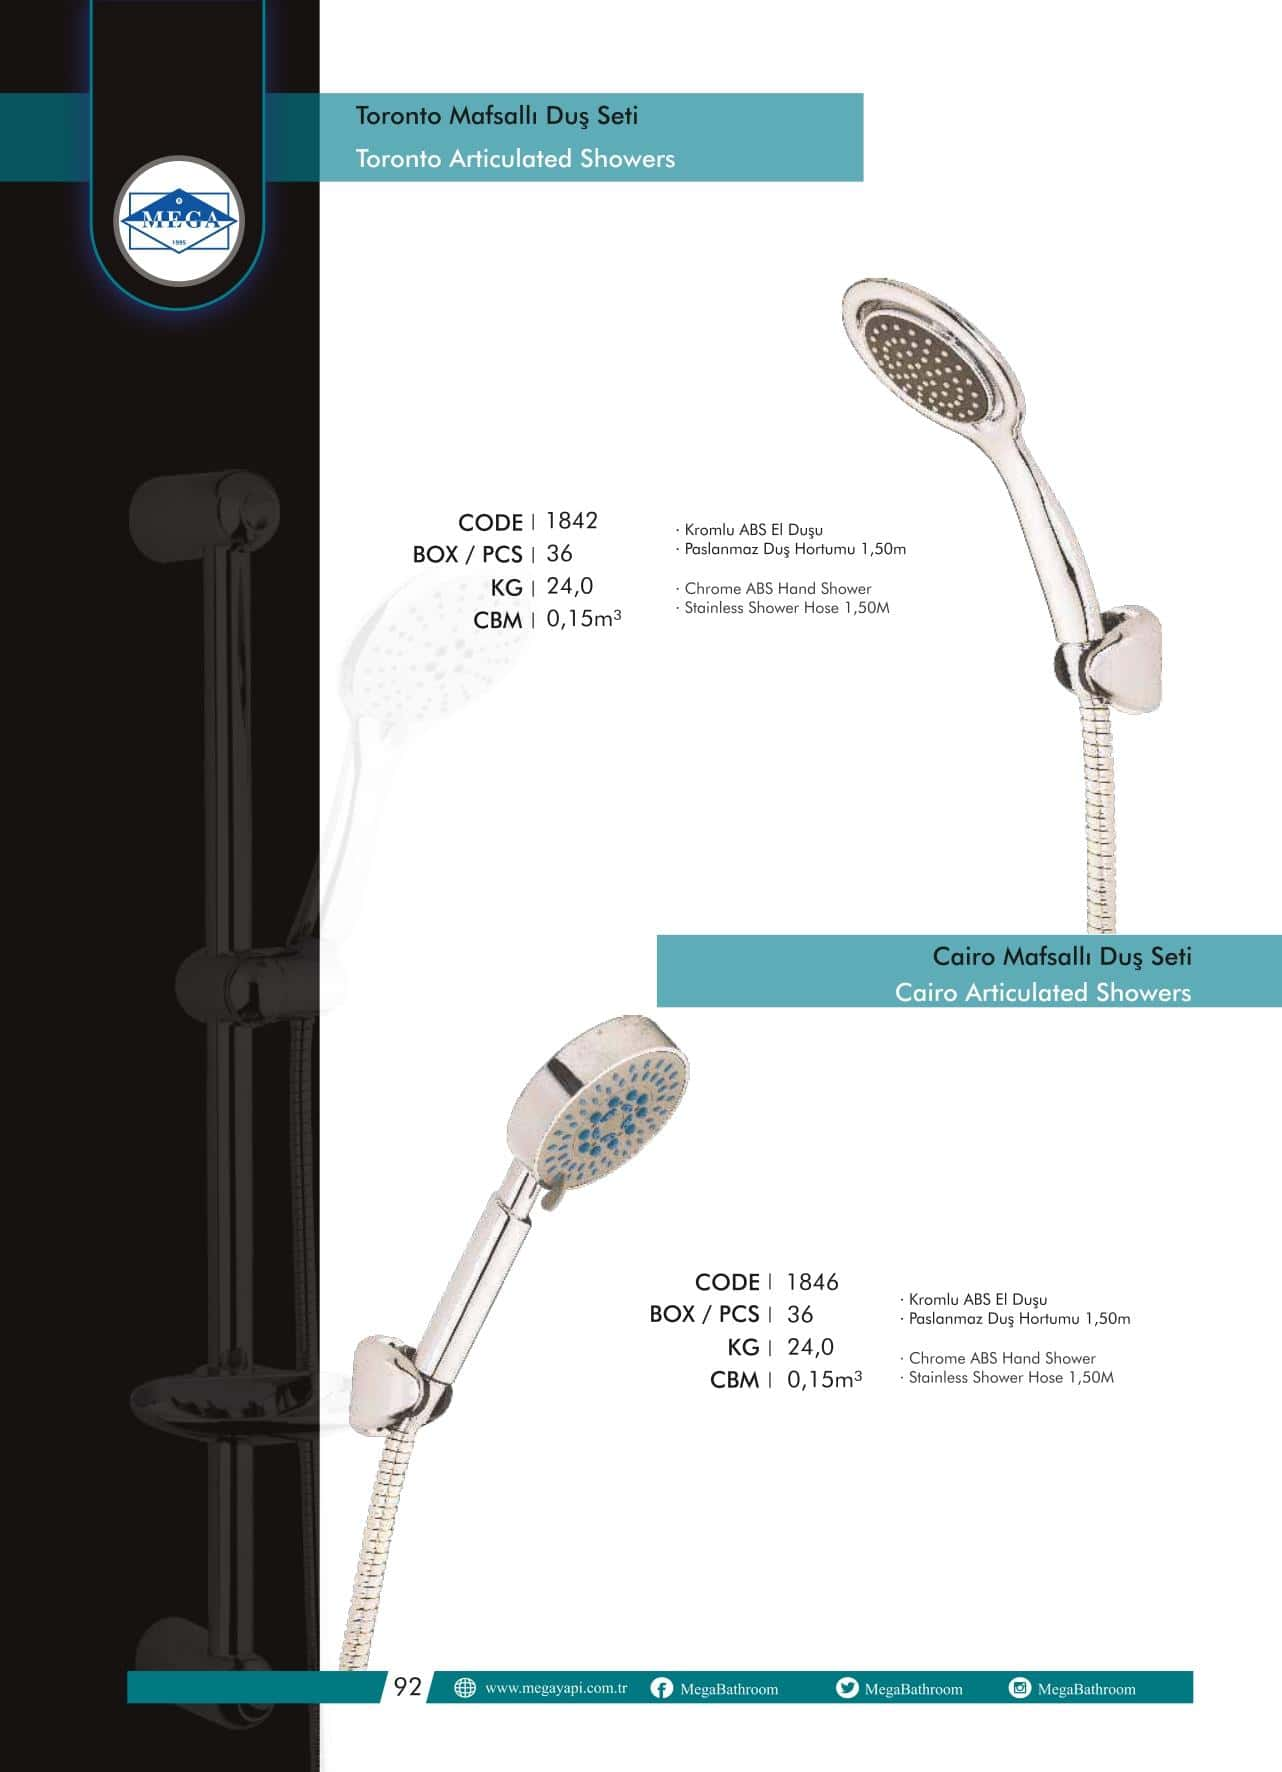 Toronto Mafsallı Duş Seti
Toronto Articulated Showers
MEGA
1995
CODE | 1842
BOX / PCS | 36
KG | 24,0
CBM | 0,15m³
· Kromlu ABS El Duşu
· Paslanmaz Duş Hortumu 1,50m
· Chrome ABS Hand Shower
· Stainless Shower Hose 1,50M
Cairo Mafsallı Duş Seti
Cairo Articulated Showers
CODE | 1846
BOX / PCS | 36
KG | 24,0
CBM | 0,15m³
· Kromlu ABS El Duşu
· Paslanmaz Duş Hortumu 1,50m
· Chrome ABS Hand Shower
· Stainless Shower Hose 1,50M
92 www.megayapi.com.tr MegaBathroom MegaBathroom MegaBathroom